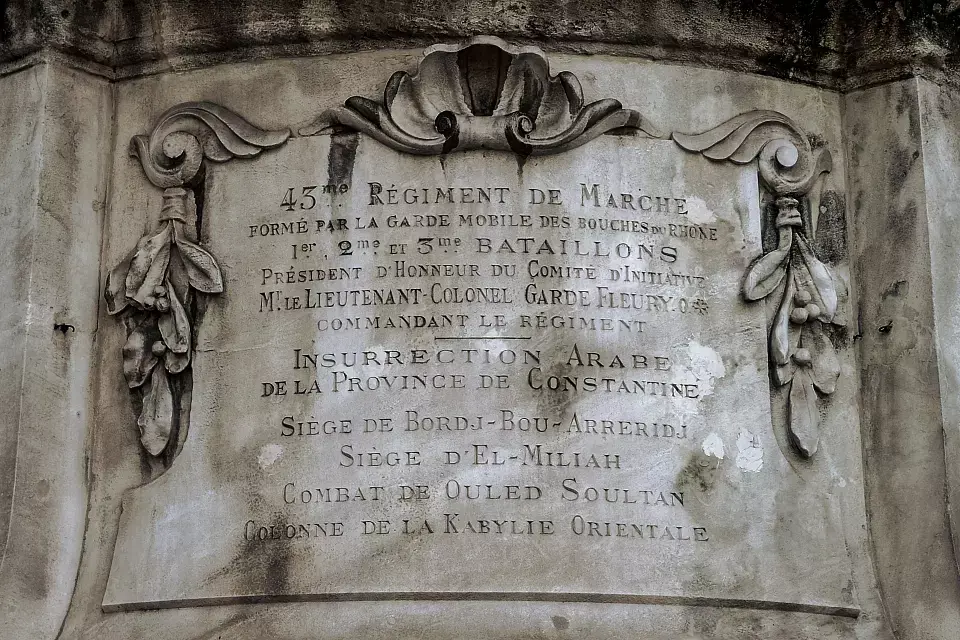 43me RÉGIMENT DE MARCHE
FORMÉ PAR LA GARDE MOBILE DES BOUCHES DU RHÔNE
1er, 2me ET 3me BATAILLONS
PRÉSIDENT D'HONNEUR DU COMITÉ D'INITIATIVE
Mr LE LIEUTENANT-COLONEL GARDE FLEURY. O ✻
COMMANDANT LE RÉGIMENT
INSURRECTION ARABE
DE LA PROVINCE DE CONSTANTINE
SIÈGE DE BORDJ-BOU-ARRERIDJ
SIÈGE D'EL-MILIAH
COMBAT DE OULED SOULTAN
COLONNE DE LA KABYLIE ORIENTALE